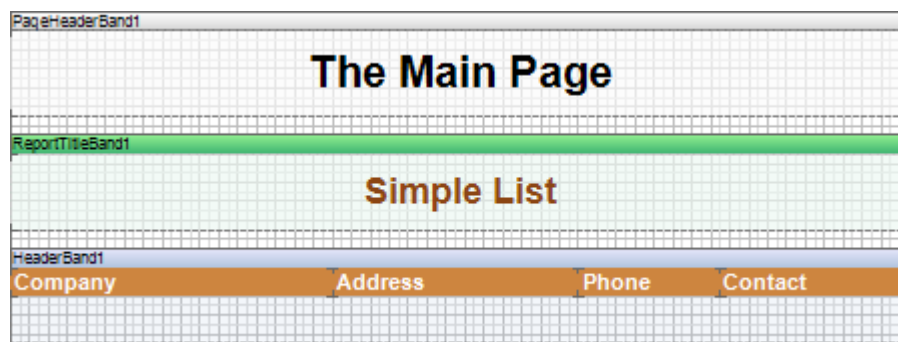 PageHeaderBand1
The Main Page
ReportTitleBand1
Simple List
HeaderBand1
Company Address Phone Contact